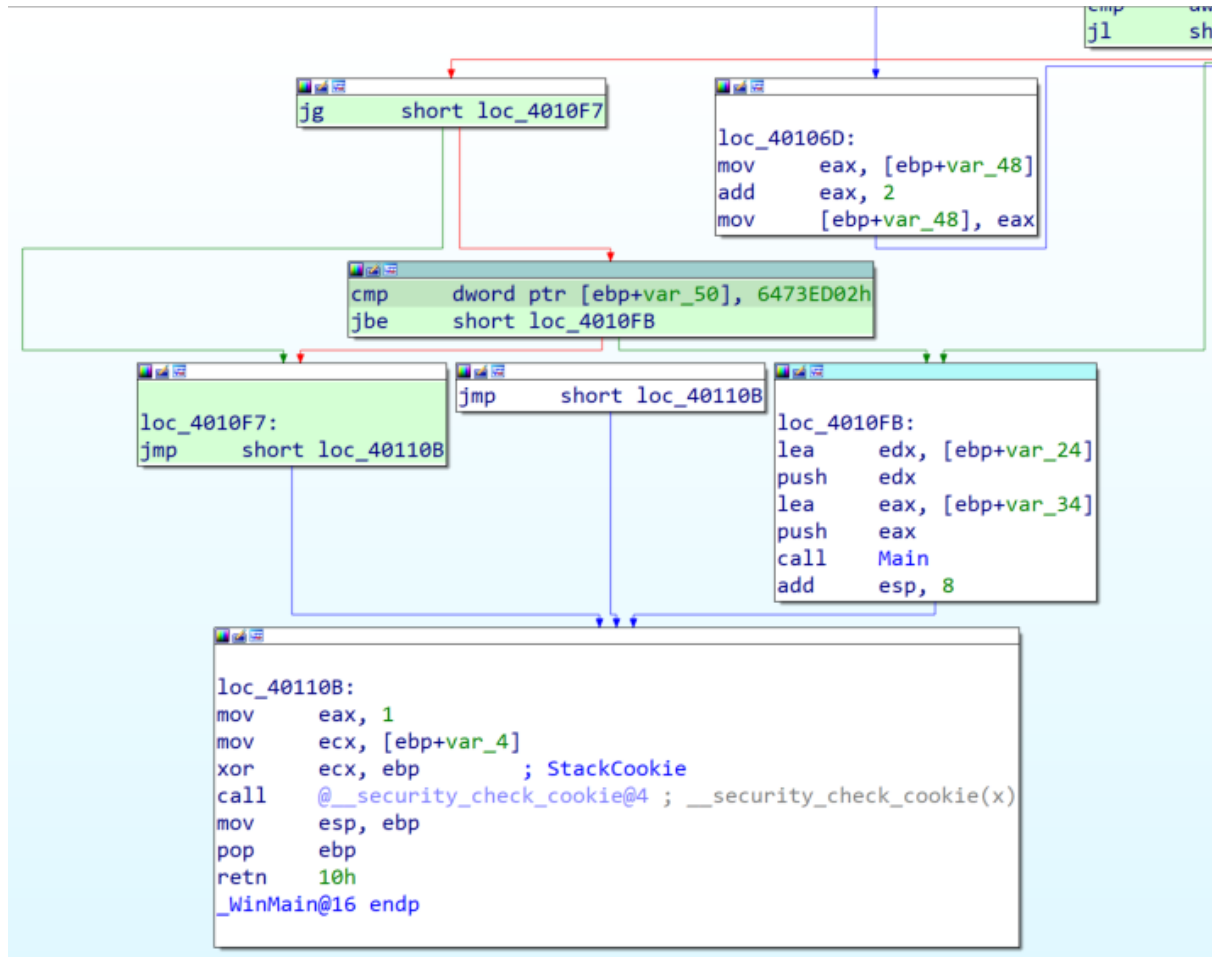 jl
jg short loc_4010F7
loc_40106D:
mov eax, [ebp+var_48]
add eax, 2
mov [ebp+var_48], eax
cmp dword ptr [ebp+var_50], 6473ED02h
jbe short loc_4010FB
loc_4010F7:
jmp short loc_40110B
jmp short loc_40110B
loc_4010FB:
lea edx, [ebp+var_24]
push edx
lea eax, [ebp+var_34]
push eax
call Main
add esp, 8
loc_40110B:
mov eax, 1
mov ecx, [ebp+var_4]
xor ecx, ebp ; StackCookie
call @__security_check_cookie@4 ; __security_check_cookie(x)
mov esp, ebp
pop ebp
retn 10h
_WinMain@16 endp